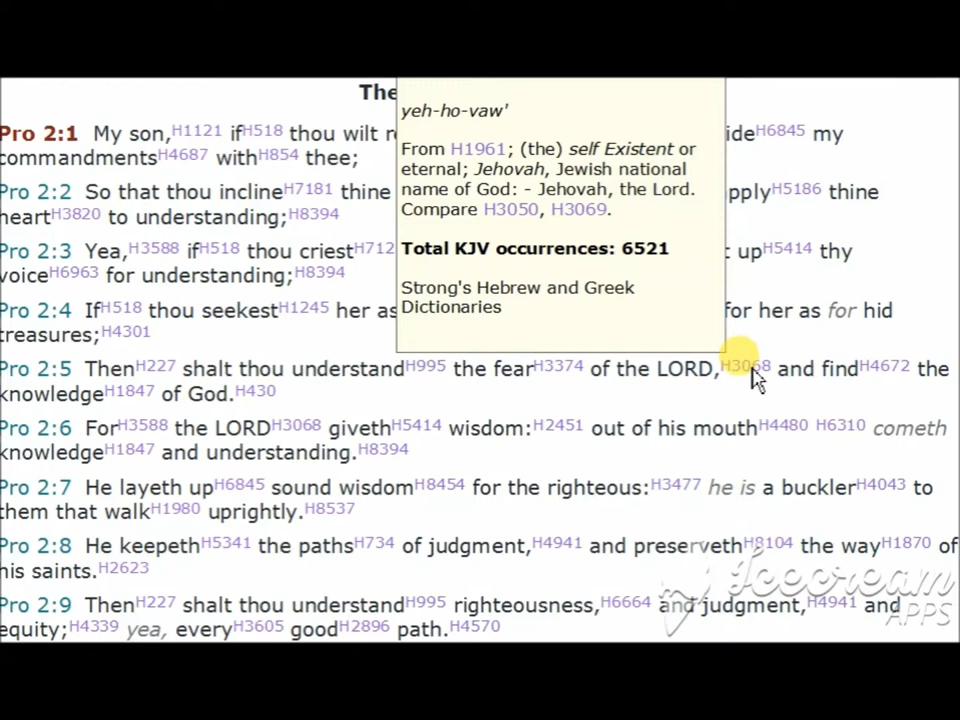 The
yeh-ho-vaw'
From H1961; (the) self Existent or
eternal; Jehovah, Jewish national
name of God: - Jehovah, the Lord.
Compare H3050, H3069.
Total KJV occurrences: 6521
Strong's Hebrew and Greek
Dictionaries
Pro 2:1 My son,H1121 ifH518 thou wilt ideH6845 my
commandmentsH4687 withH854 thee;
Pro 2:2 So that thou inclineH7181 thine pplyH5186 thine
heartH3820 to understanding;H8394
Pro 2:3 Yea,H3588 ifH518 thou criestH712 upH5414 thy
voiceH6963 for understanding;H8394
Pro 2:4 IfH518 thou seekestH1245 her as for her as for hid
treasures;H4301
Pro 2:5 ThenH227 shalt thou understandH995 the fearH3374 of the LORD,H3068 and findH4672 the
knowledgeH1847 of God.H430
Pro 2:6 ForH3588 the LORDH3068 givethH5414 wisdom:H2451 out of his mouthH4480 H6310 cometh
knowledgeH1847 and understanding.H8394
Pro 2:7 He layeth upH6845 sound wisdomH8454 for the righteous:H3477 he is a bucklerH4043 to
them that walkH1980 uprightly.H8537
Pro 2:8 He keepethH5341 the pathsH734 of judgment,H4941 and preservethH8104 the wayH1870 of
his saints.H2623
Pro 2:9 ThenH227 shalt thou understandH995 righteousness,H6664 and judgment,H4941 and
equity;H4339 yea, everyH3605 goodH2896 path.H4570
Icecream
APPS